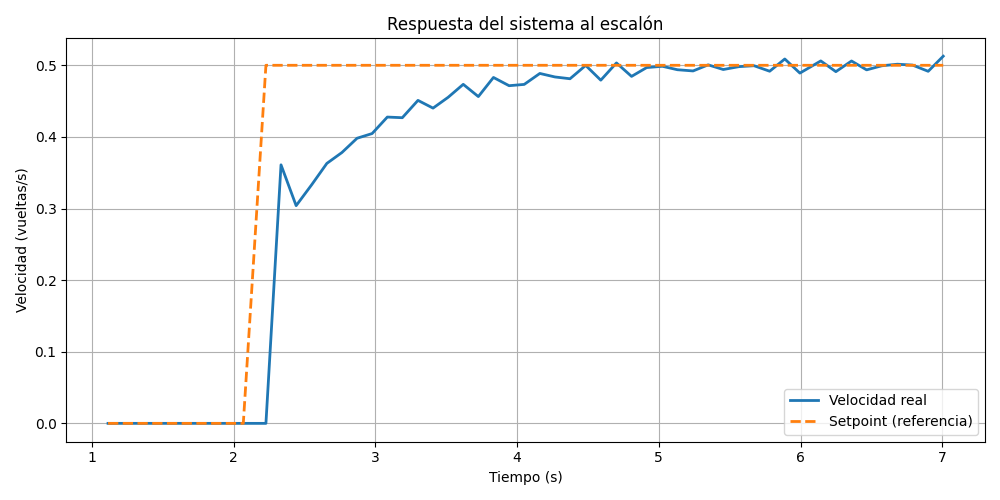 Respuesta del sistema al escalón
Velocidad (vueltas/s)
0.5
0.4
0.3
0.2
0.1
0.0
1
2
3
4
5
6
7
Tiempo (s)
Velocidad real
Setpoint (referencia)